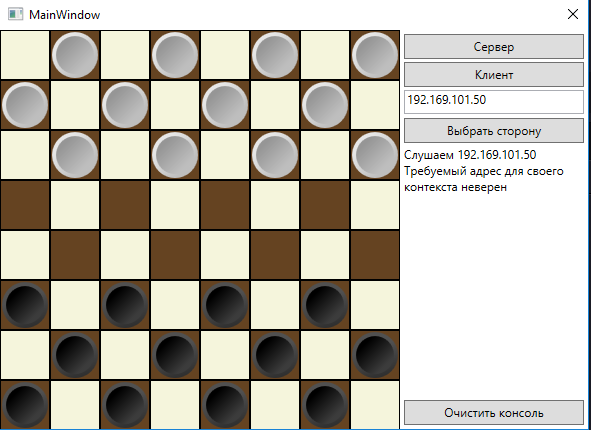 MainWindow
Сервер
Клиент
192.169.101.50
Выбрать сторону
Слушаем 192.169.101.50
Требуемый адрес для своего
контекста неверен
Очистить консоль